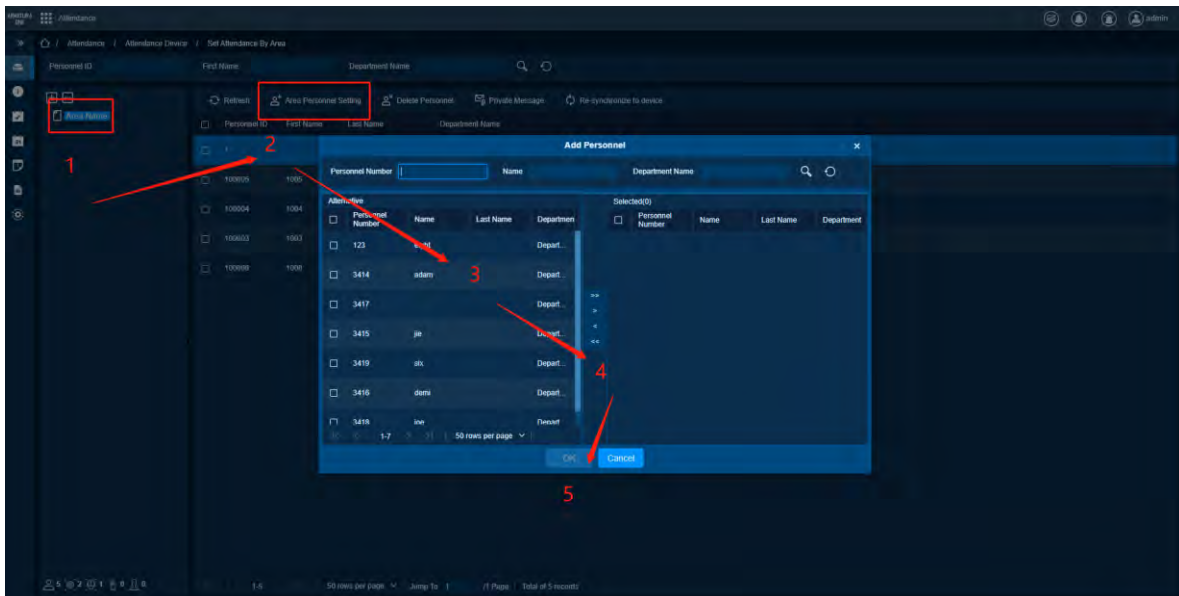 Attendance
admin
/ Attendance / Attendance Device / Set Attendance By Area
Personnel ID First Name Department Name
Refresh Area Personnel Setting Delete Personnel Private Message Re-synchronize to device
Area Name
Personnel ID First Name Last Name Department Name
1
2
1
Add Personnel
Personnel Number Name Department Name
100005 1005
Alternative
Selected(0)
Personnel Number Name Last Name Departmen
Personnel Number Name Last Name Department
100004 1004
123 Depart...
100003 1003
3414 adam Depart...
3
3417 Depart...
>>
>
<
<<
3415 jie Depart...
3419 six Depart...
4
3416 demi Depart...
3418 joe Depart
1-7 50 rows per page
OK Cancel
5
5 2 1 0 0
50 rows per page Jump To 1 /1 Page Total of 5 records